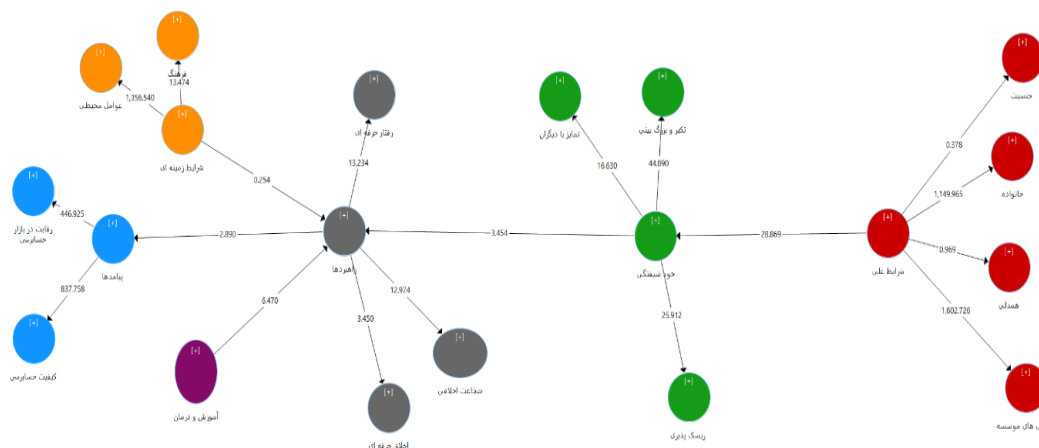 [+]
فرهنگ
13.474
[+]
عوامل محیطی
1,356.540
[+]
شرایط زمینه ای
0.254
[+]
رفتار حرفه ای
13.234
[+]
تمایز با دیگران
16.630
[+]
تکبر و بزرگ بینی
44.890
[+]
جنسیت
0.378
[+]
خانواده
1,149.965
[+]
رقابت در بازار
حسابرسی
446.925
[+]
پیامدها
2.890
[+]
راهبردها
3.454
[+]
خود شیفتگی
28.869
[+]
شرایط علی
0.969
[+]
همدلی
837.758
[+]
کیفیت حسابرسی
6.470
[+]
آموزش و درمان
3.450
12.974
[+]
شجاعت اخلاقی
[+]
اخلاق حرفه ای
25.912
[+]
ریسک پذیری
1,602.726
[+]
های موسسه